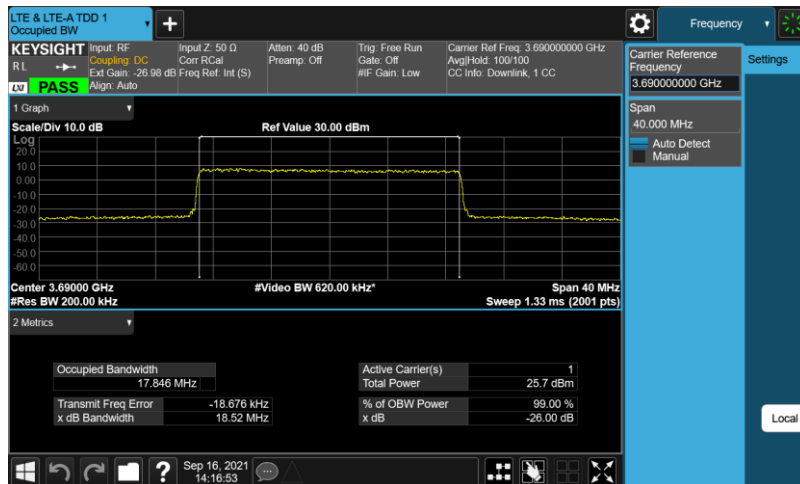 LTE & LTE-A TDD 1
Occupied BW
Frequency
KEYSIGHT
R L
LXI
PASS
Input: RF
Coupling: DC
Ext Gain: -26.98 dB
Align: Auto
Input Z: 50 Ω
Corr RCal
Freq Ref: Int (S)
Atten: 40 dB
Preamp: Off
Trig: Free Run
Gate: Off
#IF Gain: Low
Carrier Ref Freq: 3.690000000 GHz
Avg|Hold: 100/100
CC Info: Downlink, 1 CC
Carrier Reference
Frequency
3.690000000 GHz
Settings
Span
40.000 MHz
Auto Detect
Manual
1 Graph
Scale/Div 10.0 dB
Ref Value 30.00 dBm
Log
20.0
10.0
0.00
-10.0
-20.0
-30.0
-40.0
-50.0
-60.0
Center 3.69000 GHz
#Video BW 620.00 kHz*
Span 40 MHz
#Res BW 200.00 kHz
Sweep 1.33 ms (2001 pts)
2 Metrics
Occupied Bandwidth
17.846 MHz
Active Carrier(s) 1
Total Power 25.7 dBm
Transmit Freq Error -18.676 kHz
x dB Bandwidth 18.52 MHz
% of OBW Power 99.00 %
x dB -26.00 dB
Local
?
Sep 16, 2021
14:16:53